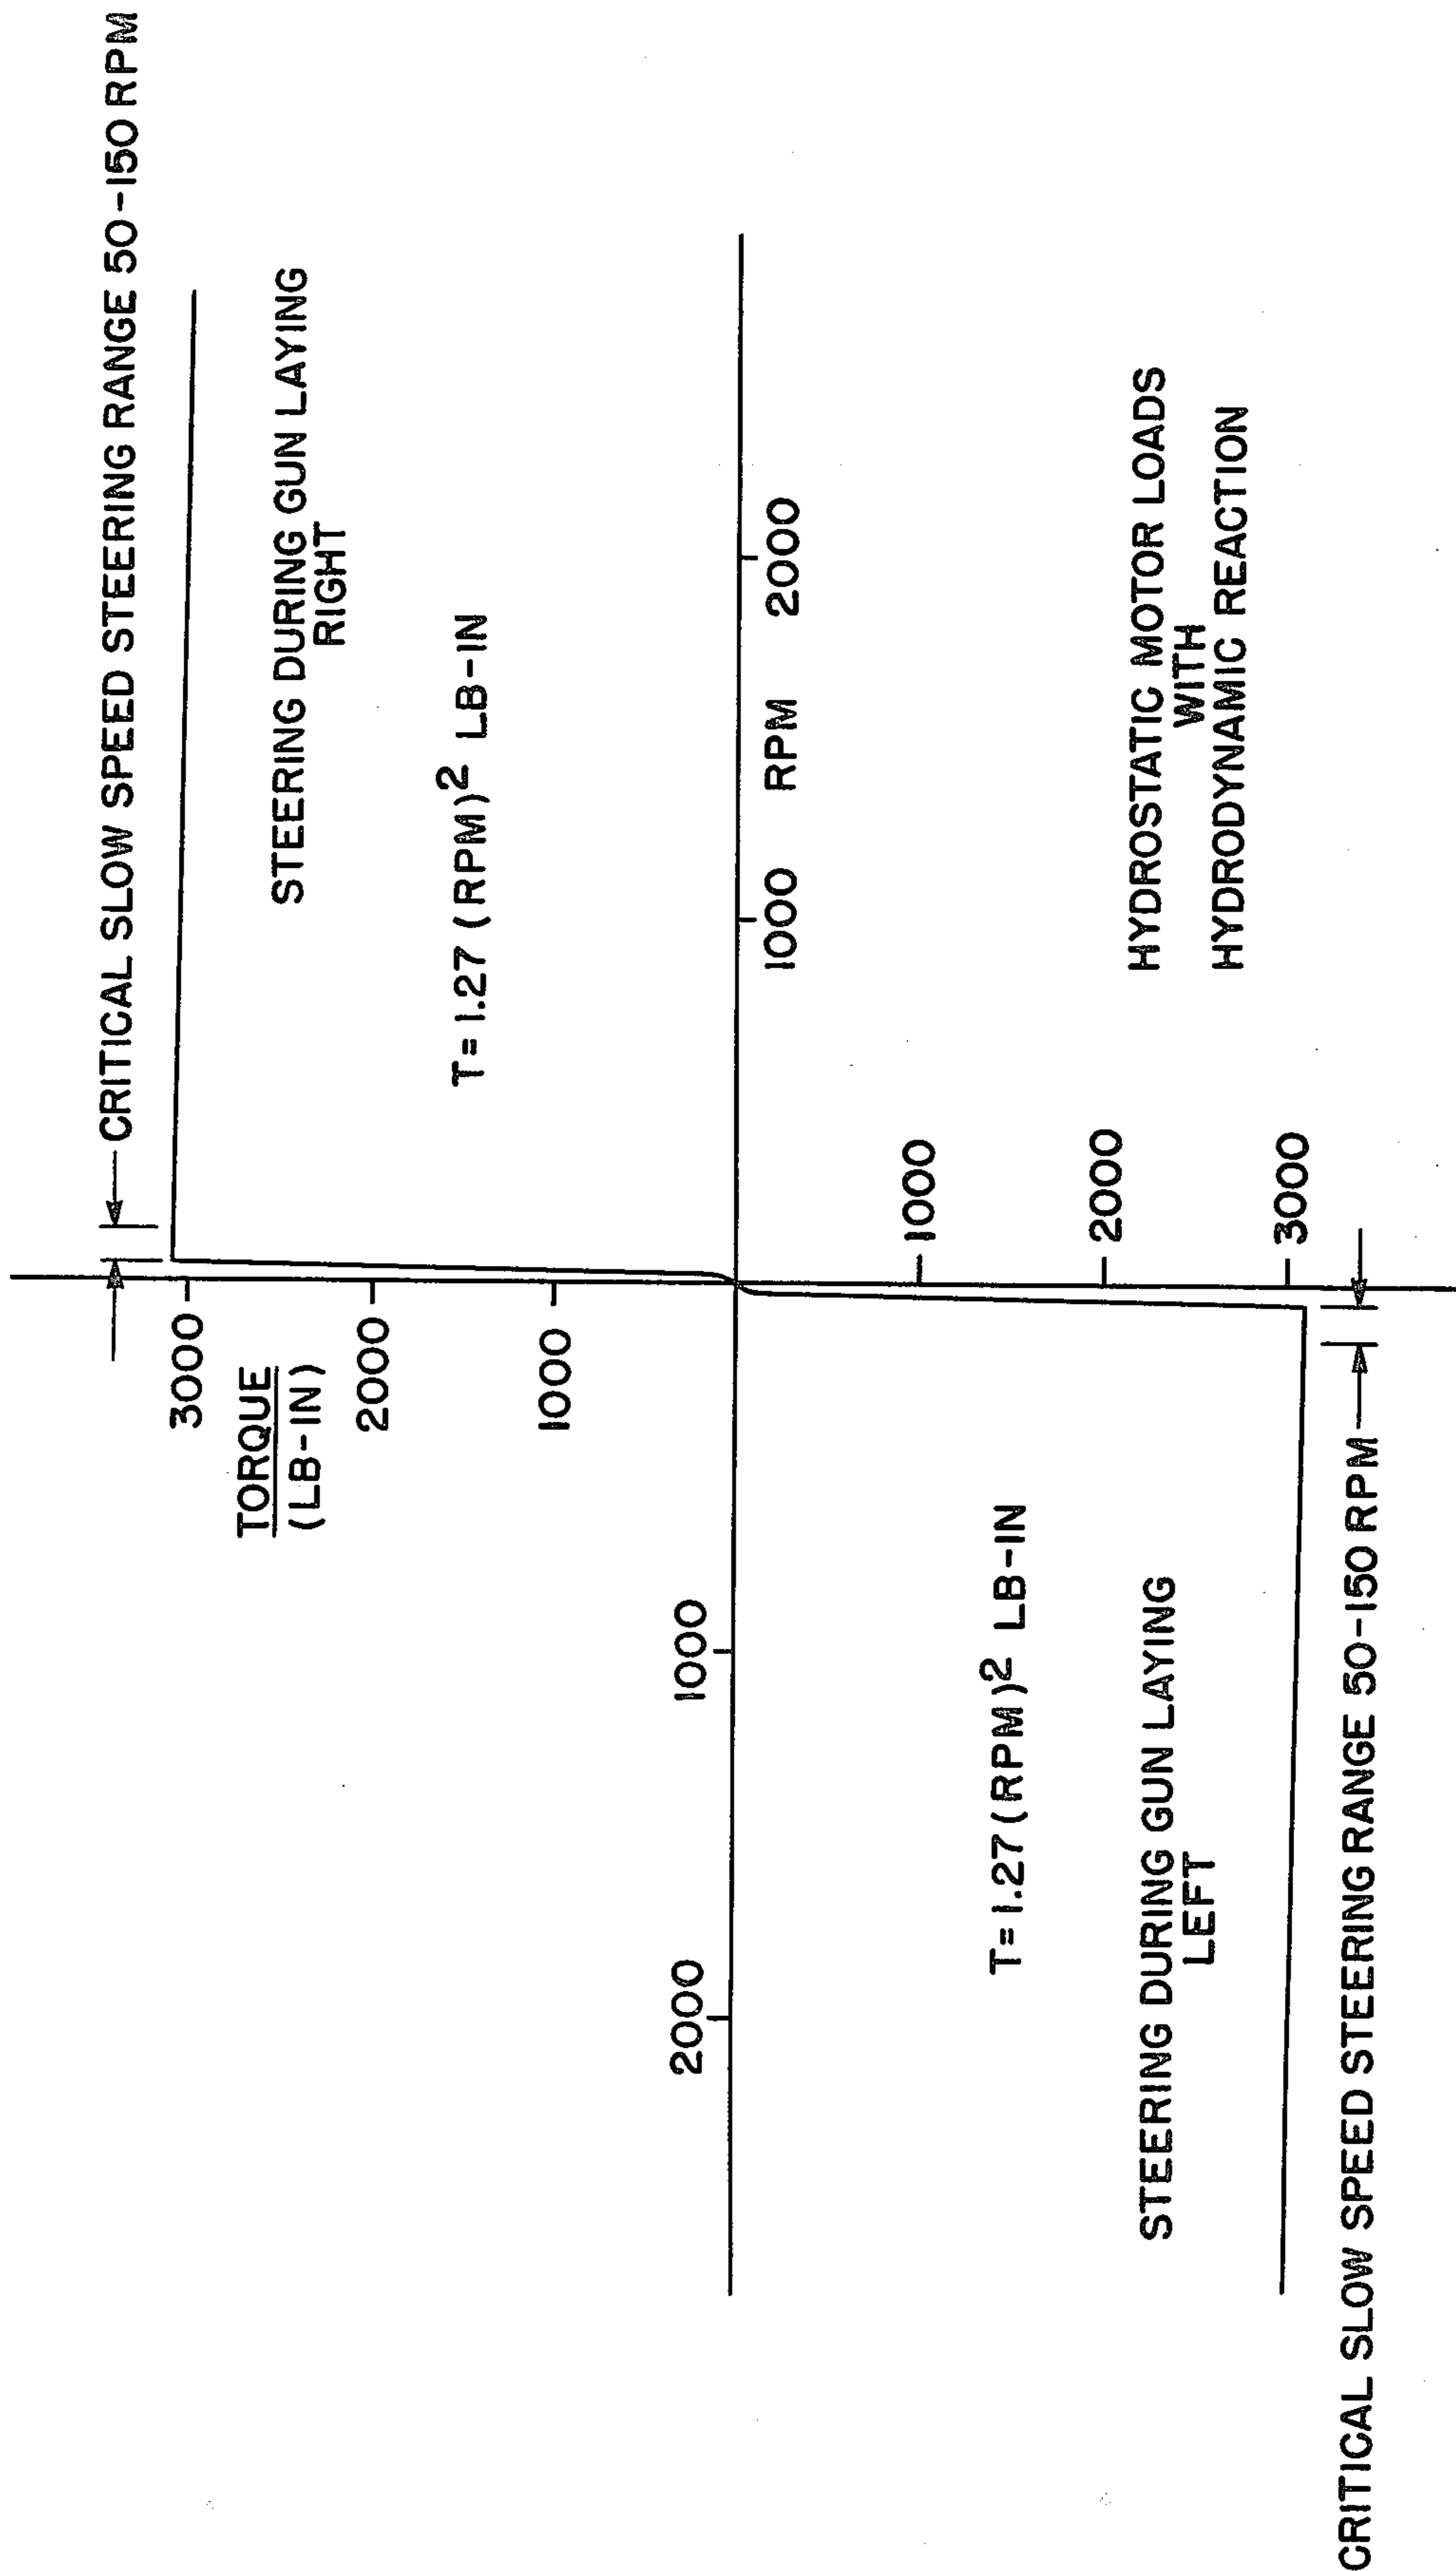 CRITICAL SLOW SPEED STEERING RANGE 50-150 RPM
3000
TORQUE
(LB-IN)
2000
1000
STEERING DURING GUN LAYING
RIGHT
T = 1.27 (RPM)2 LB-IN
2000
1000
1000
RPM
2000
1000
2000
3000
T = 1.27 (RPM)2 LB-IN
STEERING DURING GUN LAYING
LEFT
HYDROSTATIC MOTOR LOADS
WITH
HYDRODYNAMIC REACTION
CRITICAL SLOW SPEED STEERING RANGE 50-150 RPM